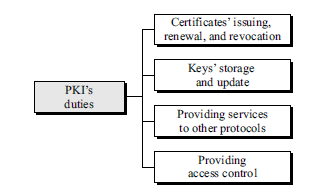 Certificates' issuing,
renewal, and revocation
Keys' storage
and update
PKI's
duties
Providing services
to other protocols
Providing
access control